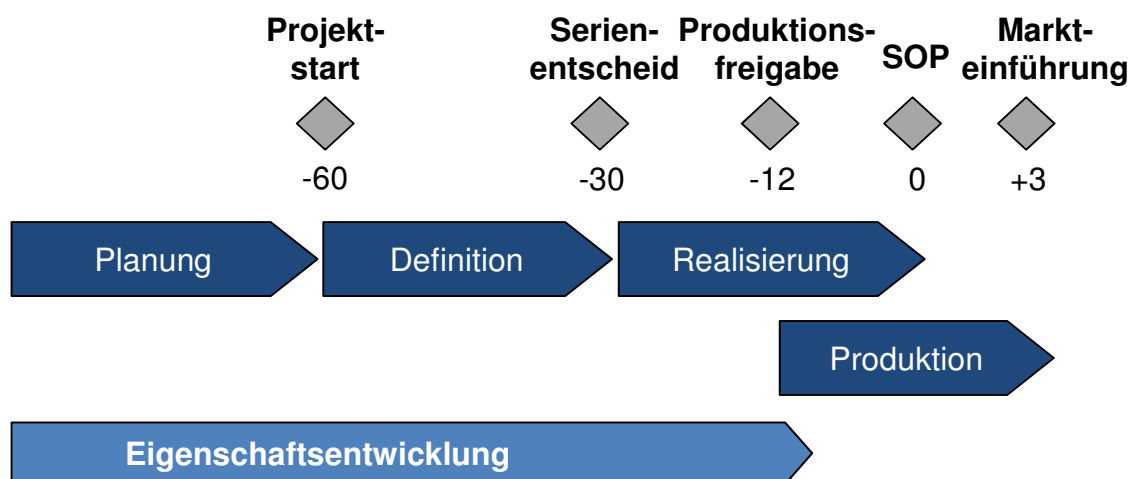 Projekt-
start
Serien-
entscheid
Produktions-
freigabe
SOP
Markt-
einführung
-60
-30
-12
0
+3
Planung
Definition
Realisierung
Produktion
Eigenschaftsentwicklung